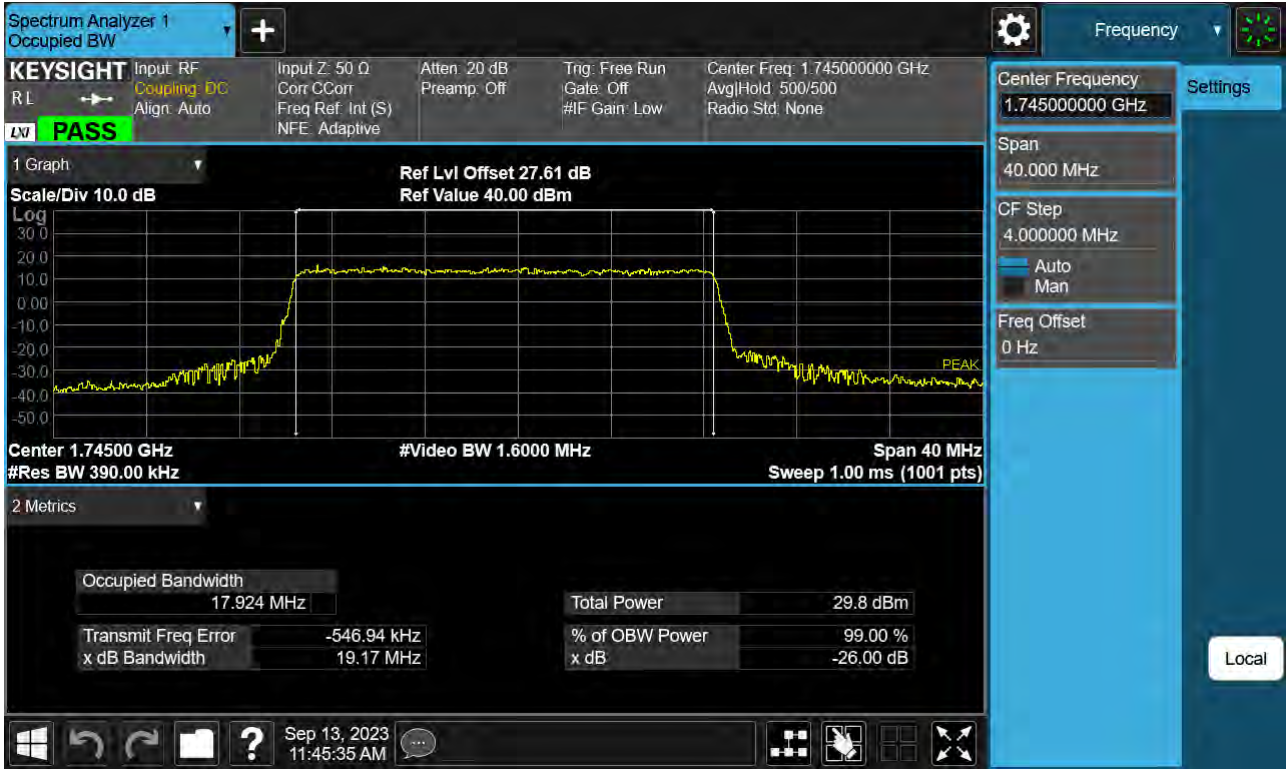 Spectrum Analyzer 1
Occupied BW
Frequency
KEYSIGHT
R L
LXI PASS
Input: RF
Coupling: DC
Align: Auto
Input Z: 50 Ω
Corr CCorr
Freq Ref: Int (S)
NFE: Adaptive
Atten: 20 dB
Preamp: Off
Trig: Free Run
Gate: Off
#IF Gain: Low
Center Freq: 1.745000000 GHz
Avg|Hold: 500/500
Radio Std: None
Center Frequency
1.745000000 GHz
Settings
Span
40.000 MHz
CF Step
4.000000 MHz
Auto
Man
Freq Offset
0 Hz
1 Graph
Scale/Div 10.0 dB
Ref Lvl Offset 27.61 dB
Ref Value 40.00 dBm
Log
30.0
20.0
10.0
0.00
-10.0
-20.0
-30.0
-40.0
-50.0
PEAK
Center 1.74500 GHz
#Video BW 1.6000 MHz
Span 40 MHz
#Res BW 390.00 kHz
Sweep 1.00 ms (1001 pts)
2 Metrics
Occupied Bandwidth
17.924 MHz
Total Power 29.8 dBm
Transmit Freq Error -546.94 kHz
% of OBW Power 99.00 %
x dB Bandwidth 19.17 MHz
x dB -26.00 dB
Local
?
Sep 13, 2023
11:45:35 AM